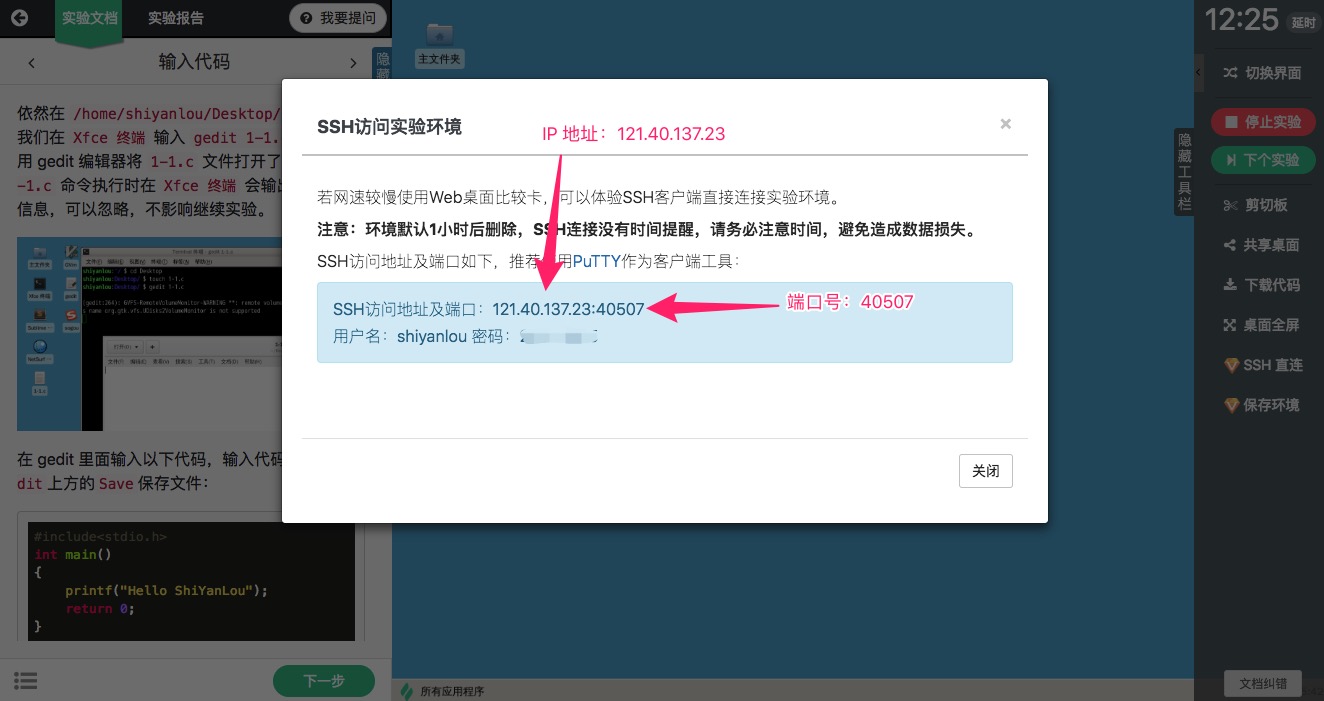 实验文档
实验报告
我要提问
输入代码
隐藏
依然在 /home/shiyanlou/Desktop/
我们在 Xfce 终端 输入 gedit 1-1.
用 gedit 编辑器将 1-1.c 文件打开了
-1.c 命令执行时在 Xfce 终端 会输出
信息，可以忽略，不影响继续实验。
在 gedit 里面输入以下代码，输入代码
dit 上方的 Save 保存文件：
#include<stdio.h>
int main()
{
printf("Hello ShiYanLou");
return 0;
}
下一步
主文件夹
SSH访问实验环境
×
IP 地址：121.40.137.23
若网速较慢使用Web桌面比较卡，可以体验SSH客户端直接连接实验环境。
注意：环境默认1小时后删除，SSH连接没有时间提醒，请务必注意时间，避免造成数据损失。
SSH访问地址及端口如下，推荐使用PuTTY作为客户端工具：
SSH访问地址及端口：121.40.137.23:40507
端口号：40507
用户名：shiyanlou 密码：
关闭
所有应用程序
12:25 延时
切换界面
停止实验
下个实验
隐藏工具栏
剪切板
共享桌面
下载代码
桌面全屏
SSH 直连
保存环境
文档纠错